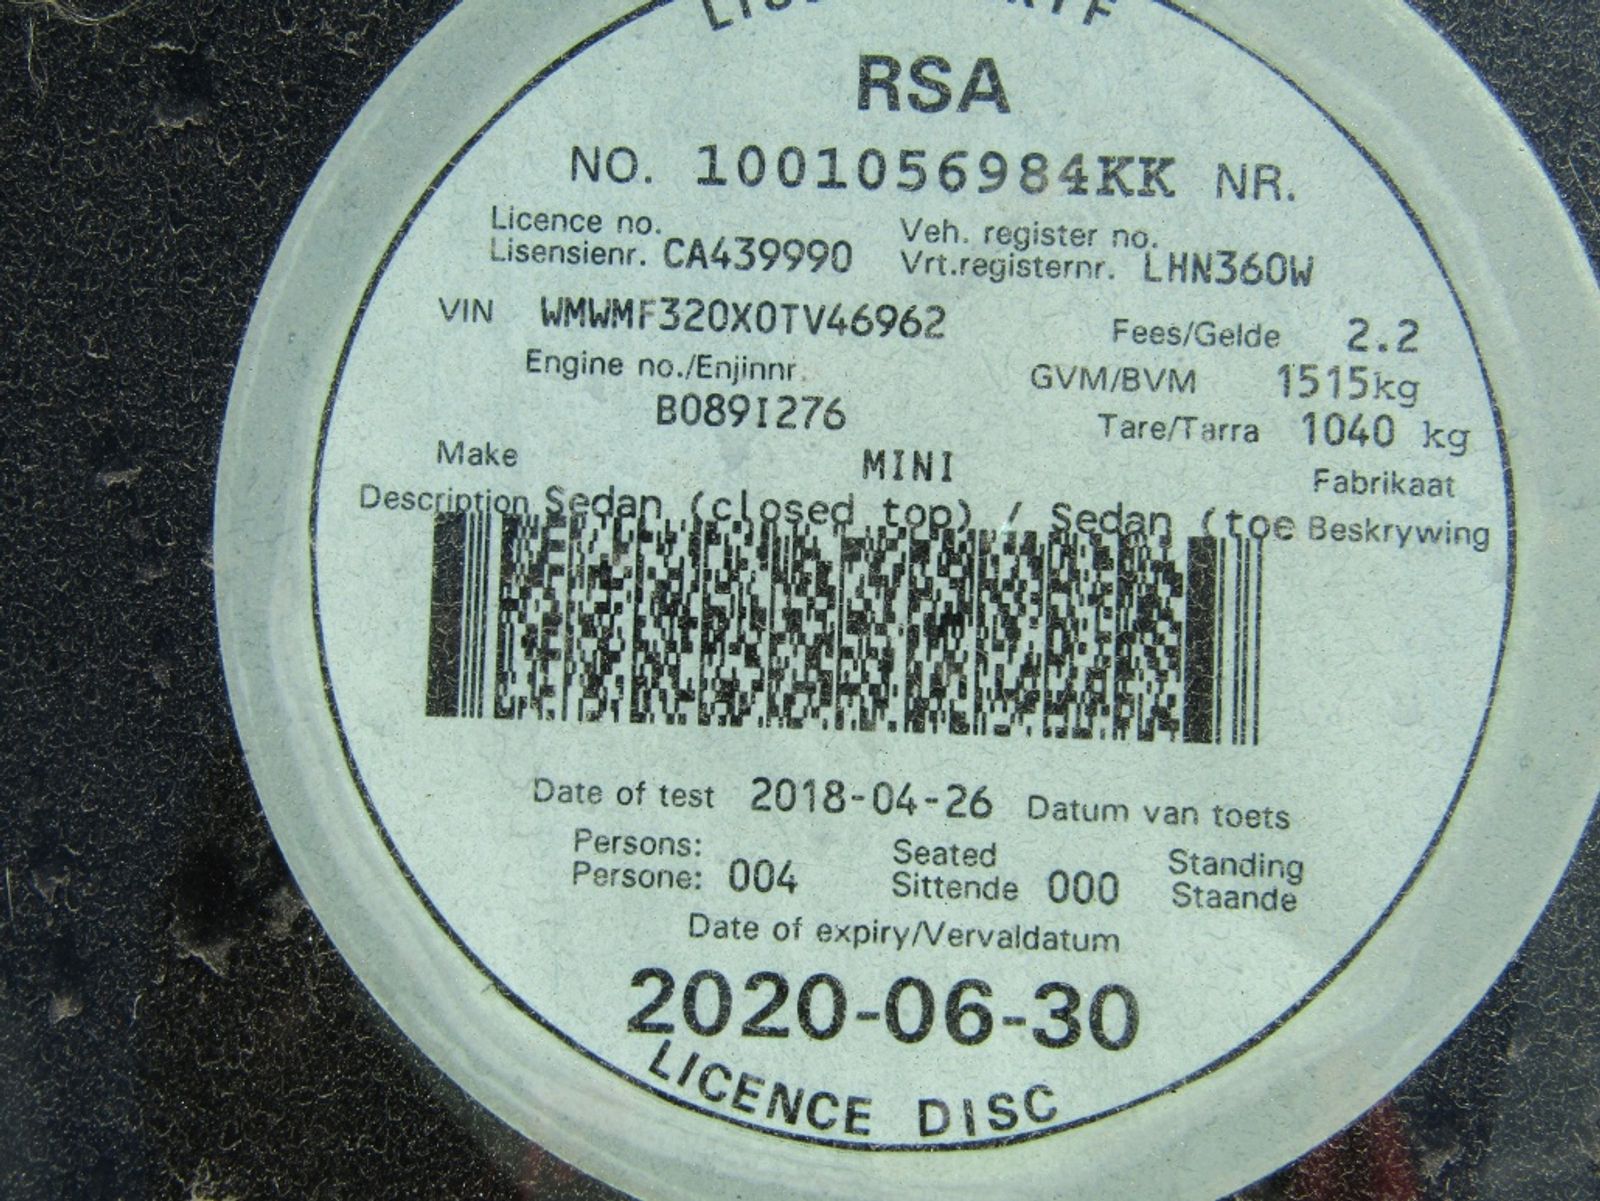 RSA
NO. 1001056984KK NR.
Licence no. Veh. register no.
Lisensienr. CA439990 Vrt.registernr. LHN360W
VIN WMWMF320X0TV46962 Fees/Gelde 2.2
Engine no./Enjinnr. GVM/BVM 1515kg
B089I276 Tare/Tarra 1040 kg
Make MINI Fabrikaat
Description Sedan (closed top) / Sedan (toe Beskrywing
Date of test 2018-04-26 Datum van toets
Persons: Seated Standing
Persone: 004 Sittende 000 Staande
Date of expiry/Vervaldatum
2020-06-30
LICENCE DISC